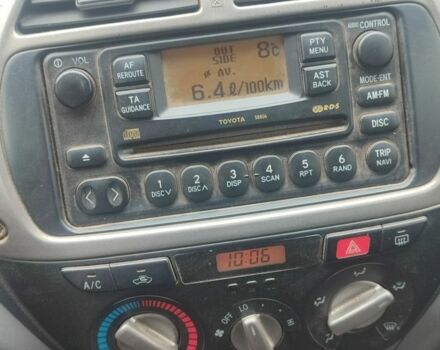 VOL
AF
REROUTE
TA
GUIDANCE
OUT
SIDE
8°C
ø AV.
6.4ℓ/100km
PTY
MENU
AST
BACK
AUDIO CONTROL
MODE-ENT
AM•FM
DISC
TRIP
NAVI
TOYOTA
RDS
1
DISC∨
2
DISC∧
3
DISP
4
SCAN
5
RPT
6
RAND
10:06
A/C
OFF
LO
HI